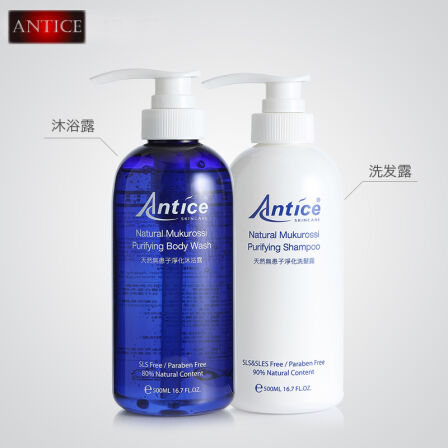 ANTICE
沐浴露
洗发露
Antice
SKINCARE
Natural Mukurossi
Purifying Body Wash
天然無患子淨化沐浴露
SLS Free / Paraben Free
80% Natural Content
℮500ML 16.7 FL.OZ.
Antice®
SKINCARE
Natural Mukurossi
Purifying Shampoo
天然無患子淨化洗髮露
SLS&SLES Free / Paraben Free
90% Natural Content
℮500ML 16.7 FL.OZ.